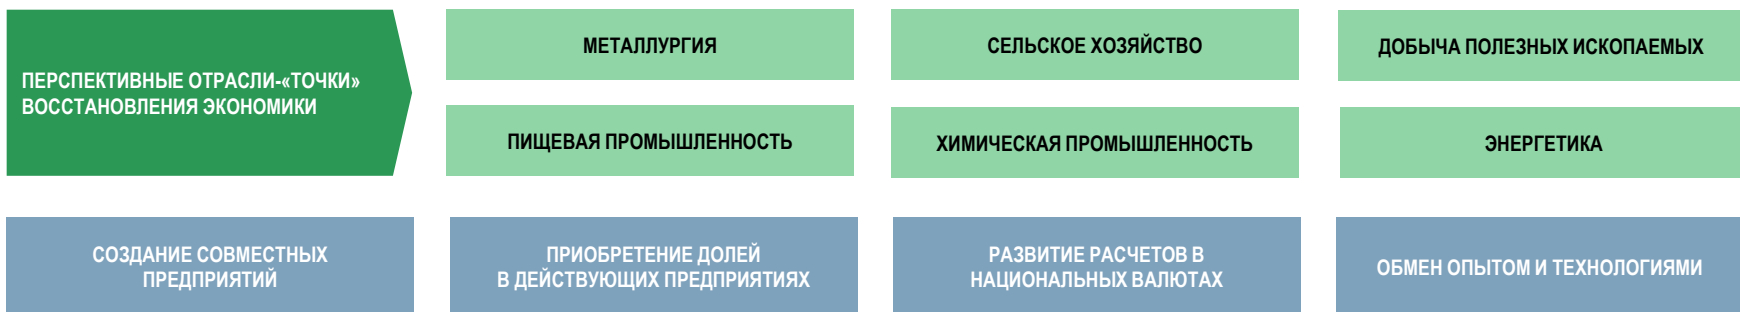 ПЕРСПЕКТИВНЫЕ ОТРАСЛИ-«ТОЧКИ»
ВОССТАНОВЛЕНИЯ ЭКОНОМИКИ
МЕТАЛЛУРГИЯ
СЕЛЬСКОЕ ХОЗЯЙСТВО
ДОБЫЧА ПОЛЕЗНЫХ ИСКОПАЕМЫХ
ПИЩЕВАЯ ПРОМЫШЛЕННОСТЬ
ХИМИЧЕСКАЯ ПРОМЫШЛЕННОСТЬ
ЭНЕРГЕТИКА
СОЗДАНИЕ СОВМЕСТНЫХ
ПРЕДПРИЯТИЙ
ПРИОБРЕТЕНИЕ ДОЛЕЙ
В ДЕЙСТВУЮЩИХ ПРЕДПРИЯТИЯХ
РАЗВИТИЕ РАСЧЕТОВ В
НАЦИОНАЛЬНЫХ ВАЛЮТАХ
ОБМЕН ОПЫТОМ И ТЕХНОЛОГИЯМИ